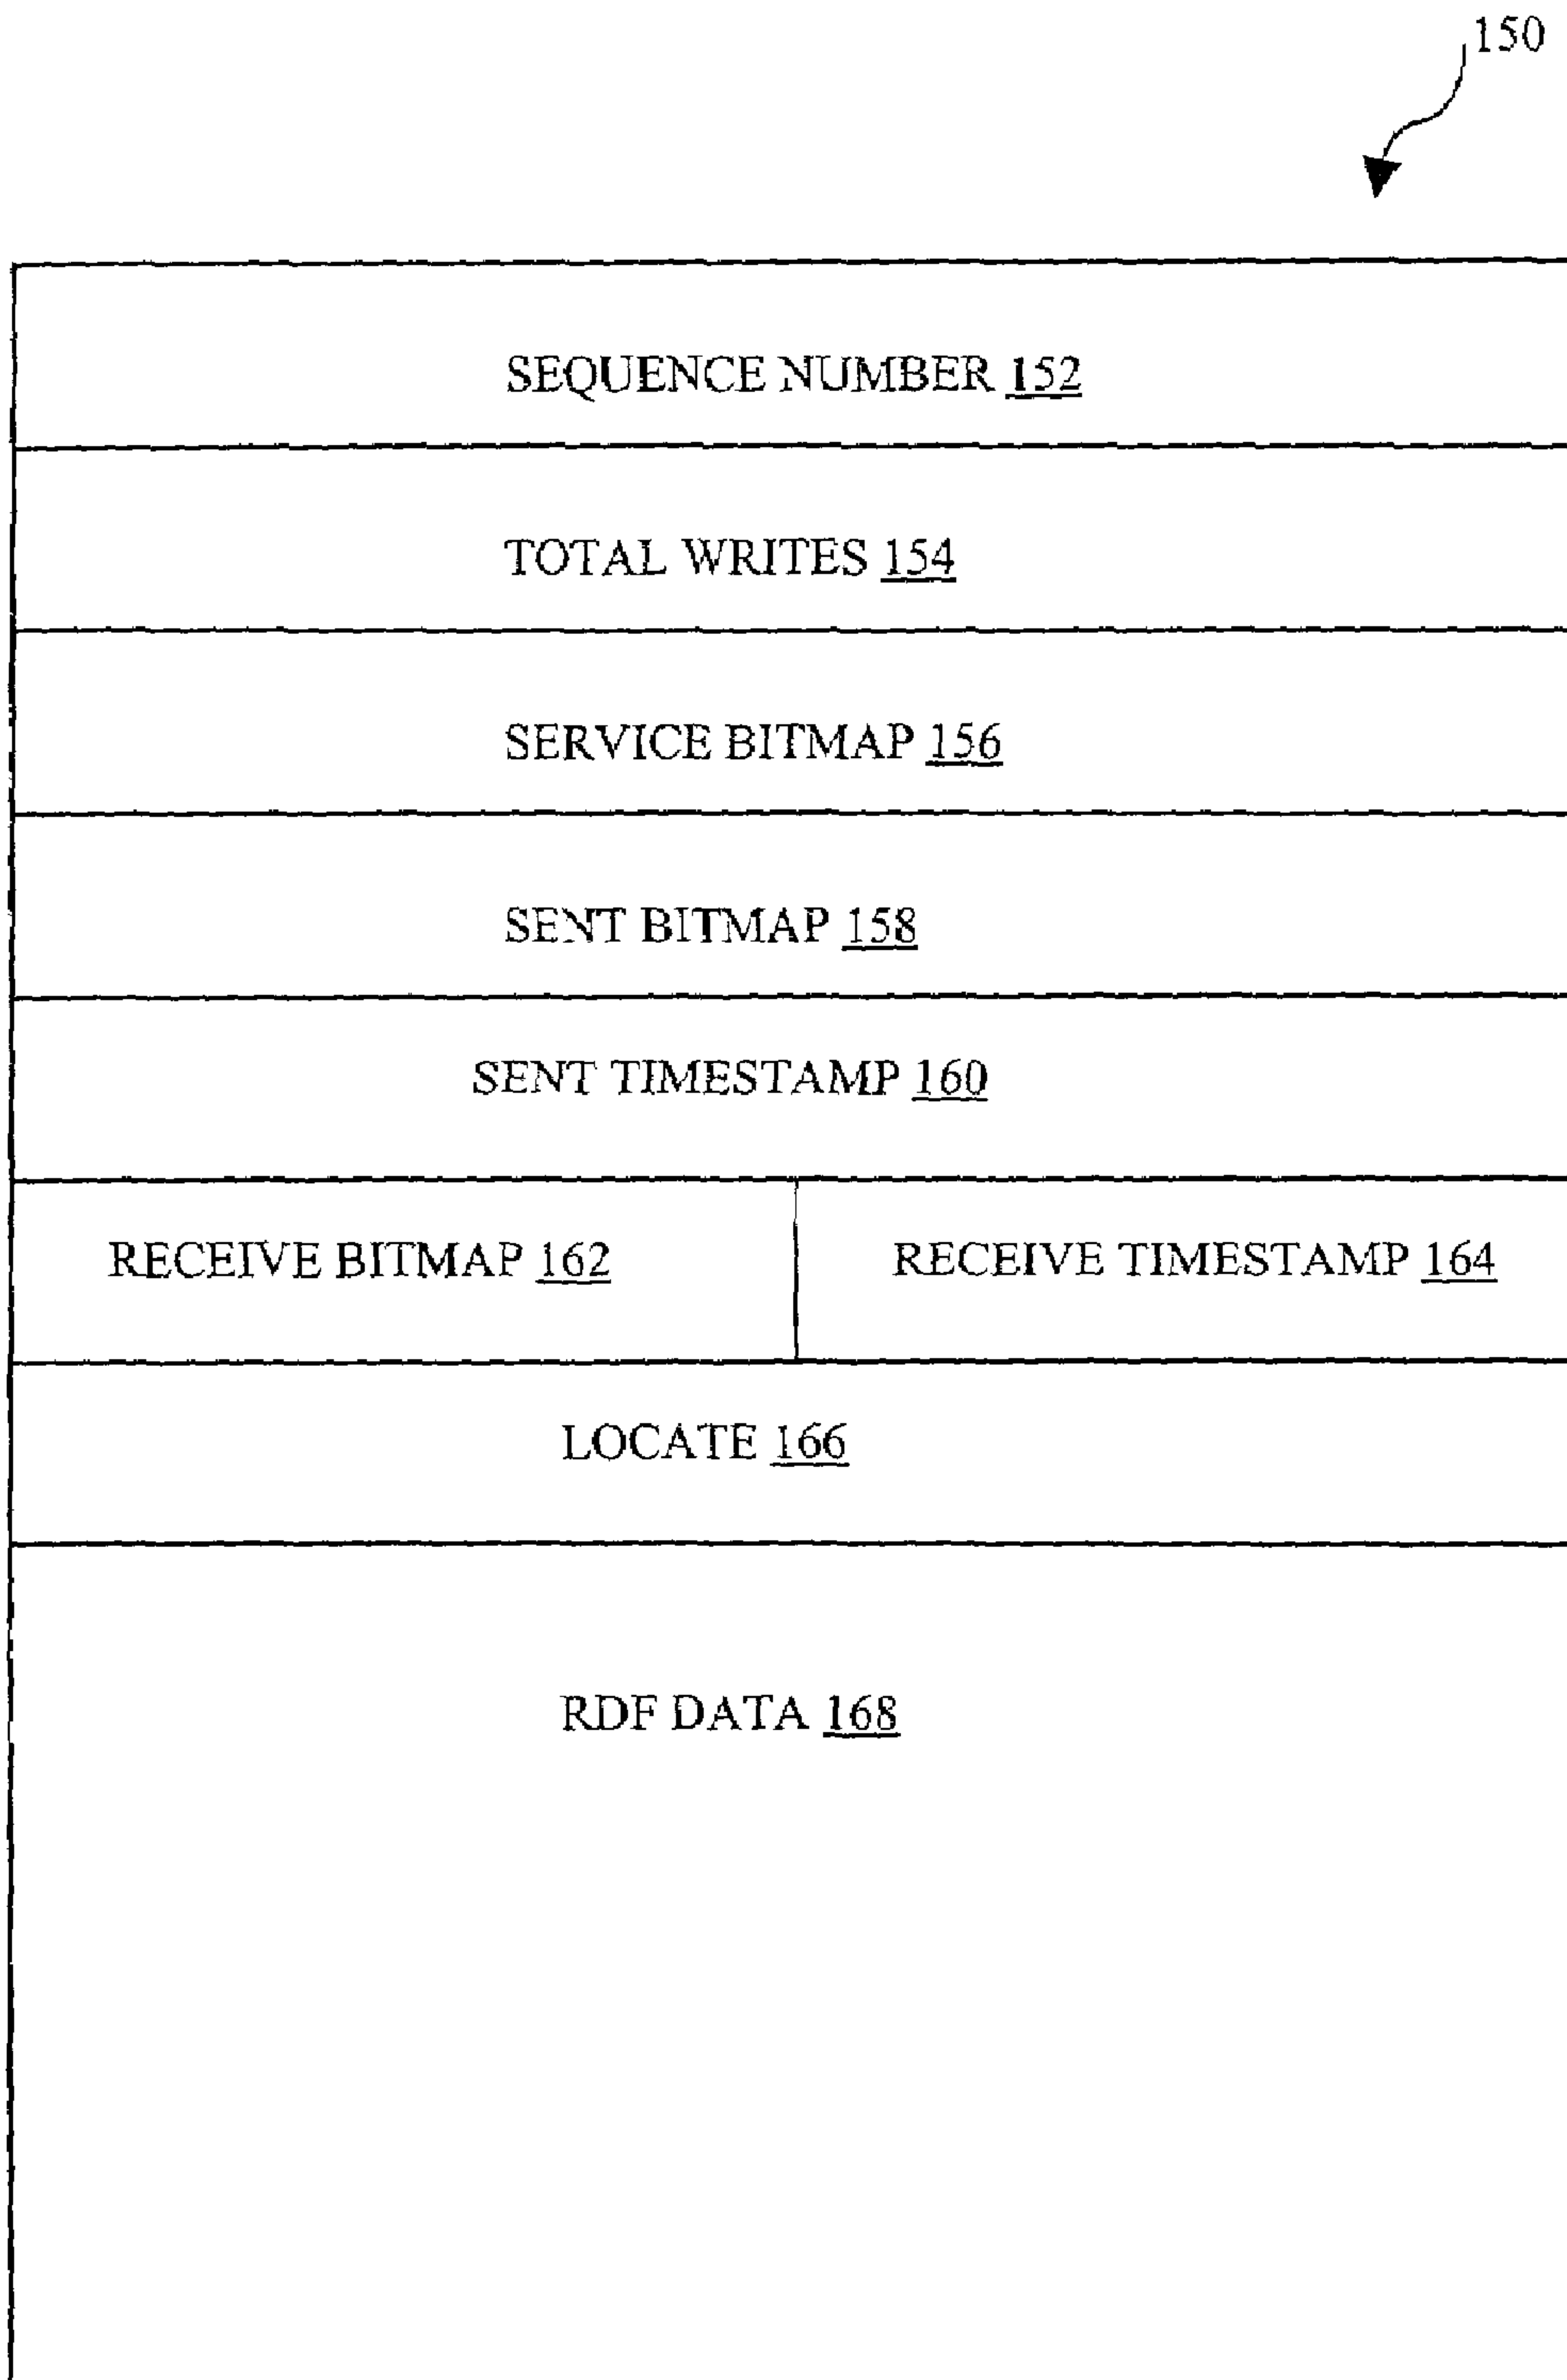 150
SEQUENCE NUMBER 152
TOTAL WRITES 154
SERVICE BITMAP 156
SENT BITMAP 158
SENT TIMESTAMP 160
RECEIVE BITMAP 162
RECEIVE TIMESTAMP 164
LOCATE 166
RDF DATA 168